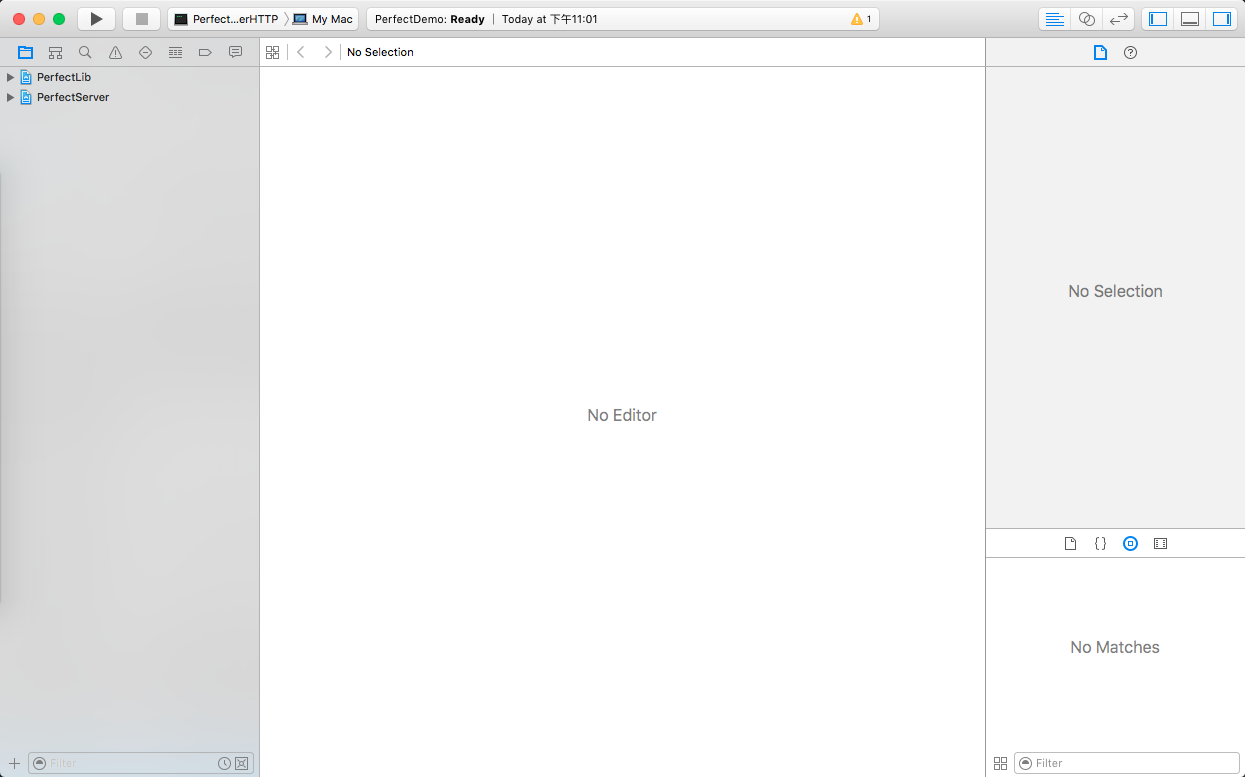 Perfect...erHTTP My Mac PerfectDemo: Ready Today at 下午11:01 1
No Selection
PerfectLib
PerfectServer
No Selection
No Editor
No Matches
Filter
Filter